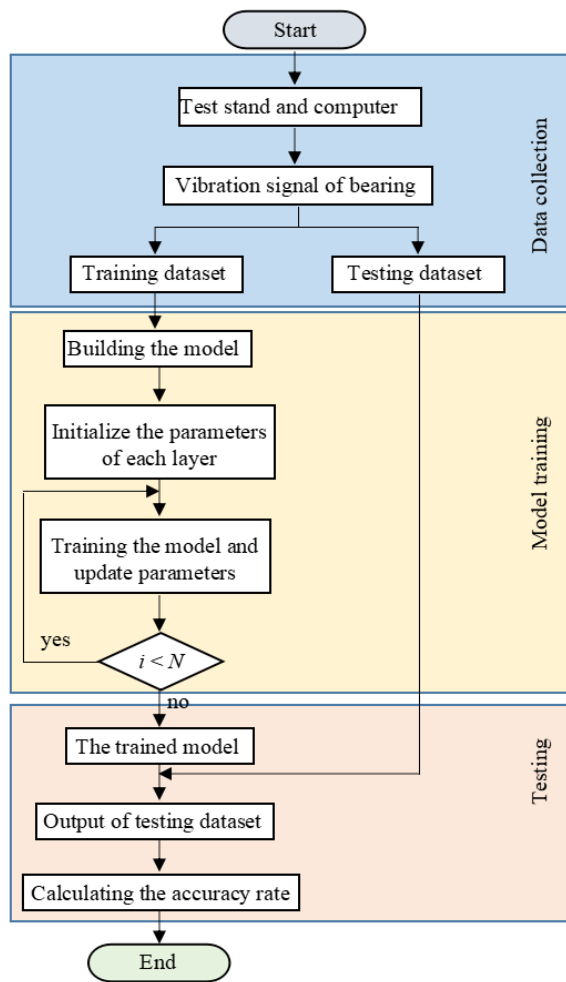 Start
Test stand and computer
Vibration signal of bearing
Training dataset
Testing dataset
Data collection
Building the model
Initialize the parameters
of each layer
Training the model and
update parameters
yes
i < N
no
Model training
The trained model
Output of testing dataset
Calculating the accuracy rate
Testing
End